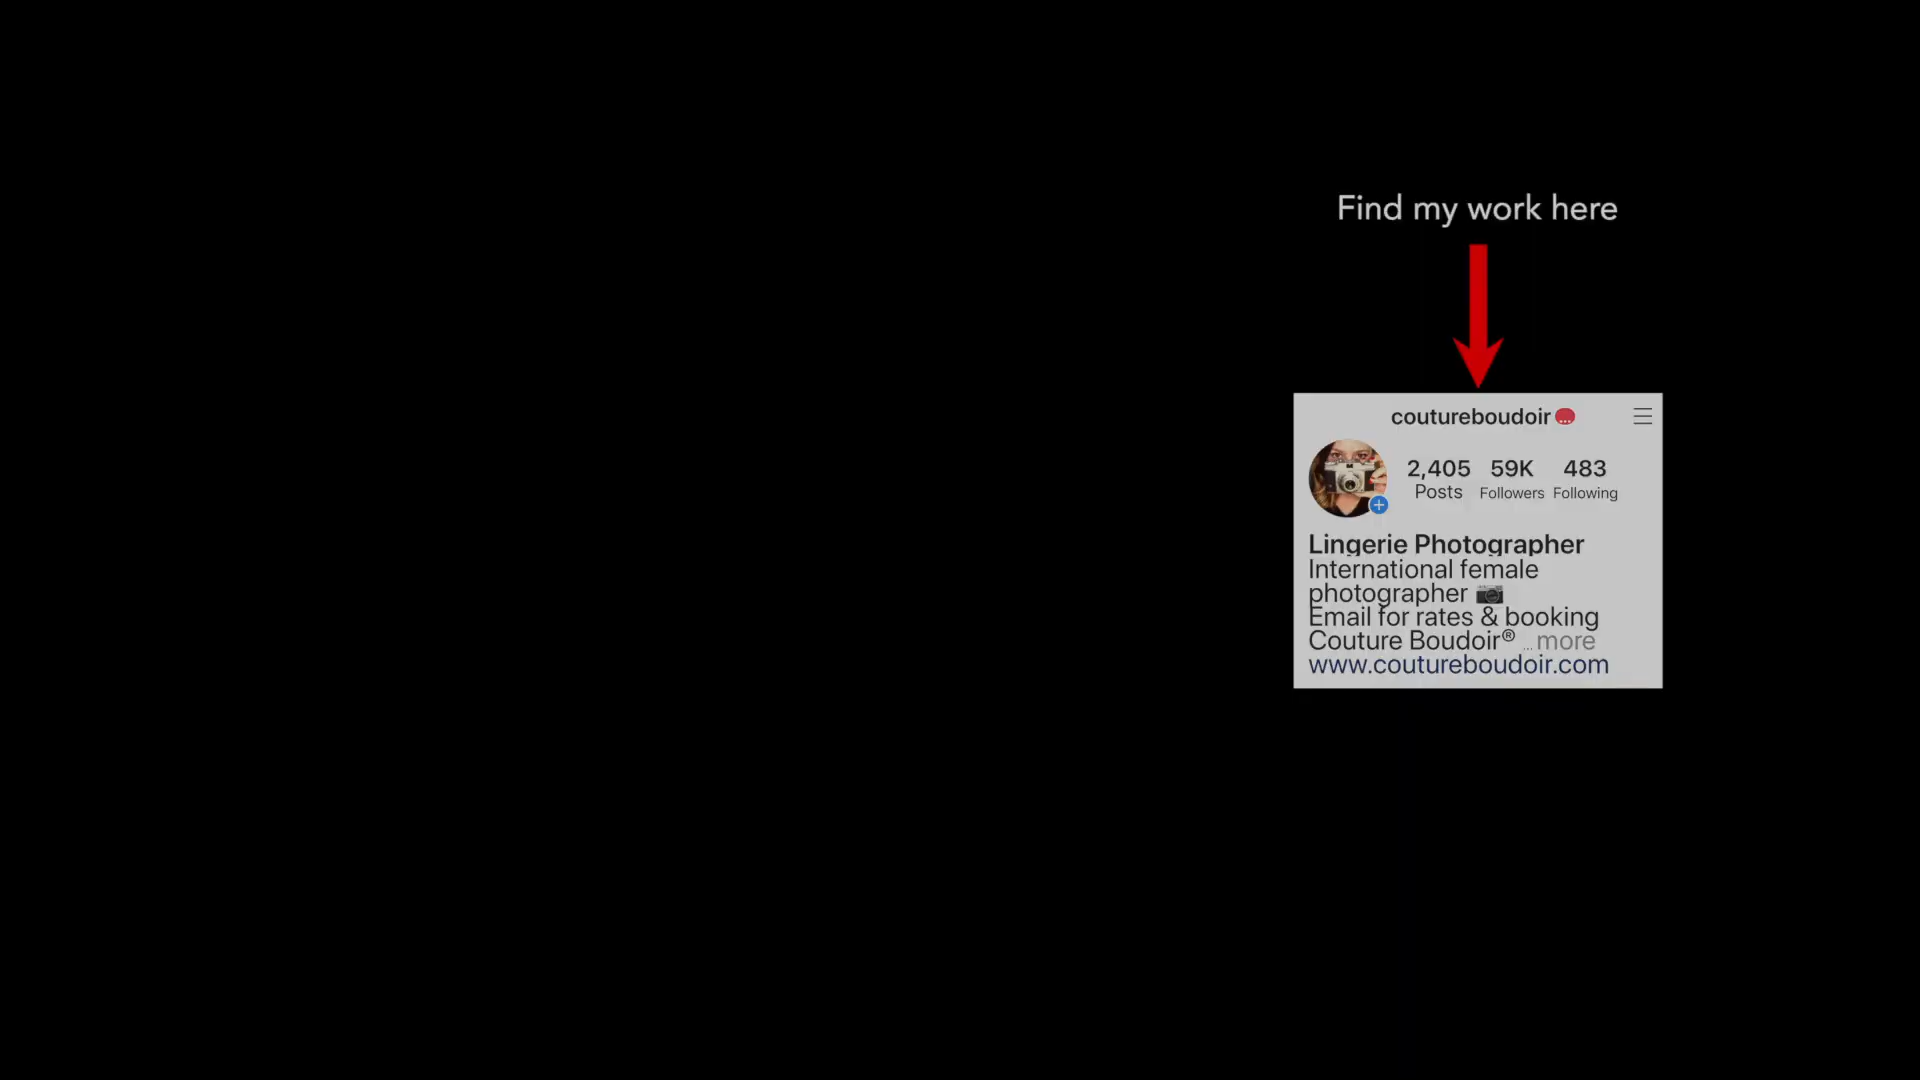 Find my work here
coutureboudoir
2,405 59K 483
Posts Followers Following
Lingerie Photographer
International female
photographer 📷
Email for rates & booking
Couture Boudoir® ... more
www.coutureboudoir.com